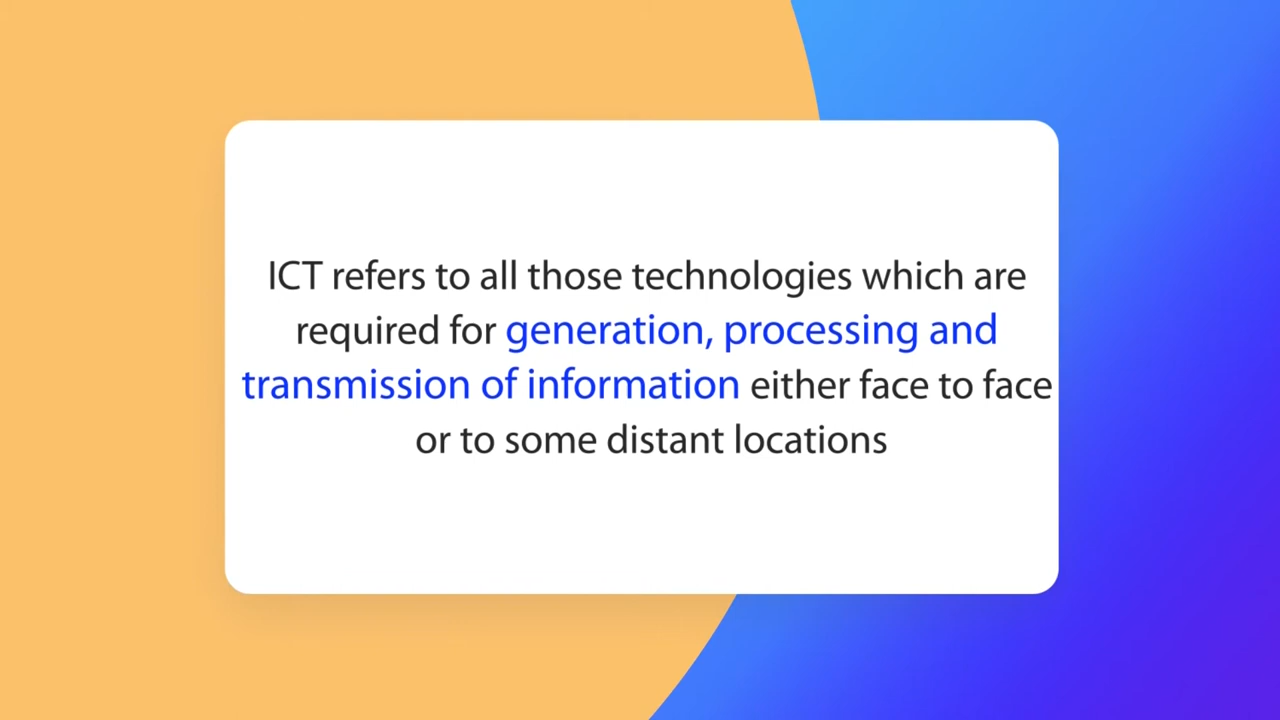 ICT refers to all those technologies which are
required for generation, processing and
transmission of information either face to face
or to some distant locations